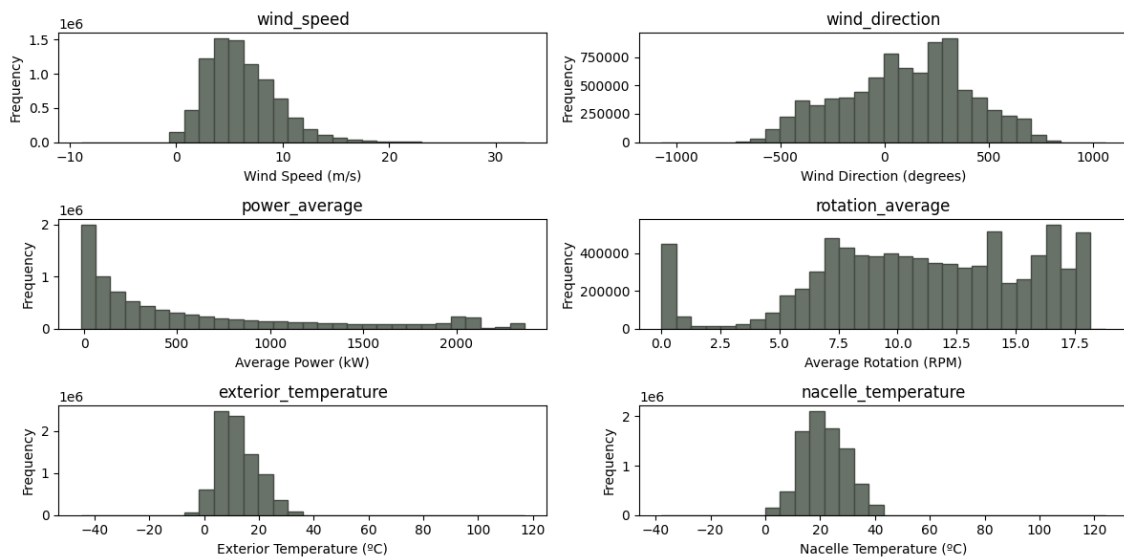 wind_speed
1e6
1.5
1.0
0.5
0.0
Frequency
−10 0 10 20 30
Wind Speed (m/s)
wind_direction
750000
500000
250000
0
Frequency
−1000 −500 0 500 1000
Wind Direction (degrees)
power_average
1e6
2
1
0
Frequency
0 500 1000 1500 2000
Average Power (kW)
rotation_average
400000
200000
0
Frequency
0.0 2.5 5.0 7.5 10.0 12.5 15.0 17.5
Average Rotation (RPM)
exterior_temperature
1e6
2
1
0
Frequency
−40 −20 0 20 40 60 80 100 120
Exterior Temperature (ºC)
nacelle_temperature
1e6
2
1
0
Frequency
−40 −20 0 20 40 60 80 100 120
Nacelle Temperature (ºC)